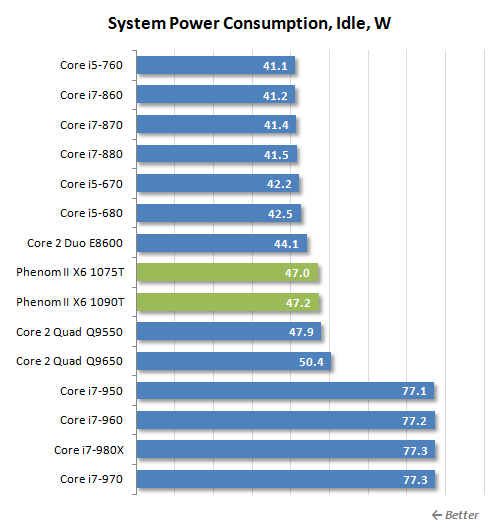 System Power Consumption, Idle, W
Core i5-760 41.1
Core i7-860 41.2
Core i7-870 41.4
Core i7-880 41.5
Core i5-670 42.2
Core i5-680 42.5
Core 2 Duo E8600 44.1
Phenom II X6 1075T 47.0
Phenom II X6 1090T 47.2
Core 2 Quad Q9550 47.9
Core 2 Quad Q9650 50.4
Core i7-950 77.1
Core i7-960 77.2
Core i7-980X 77.3
Core i7-970 77.3
← Better